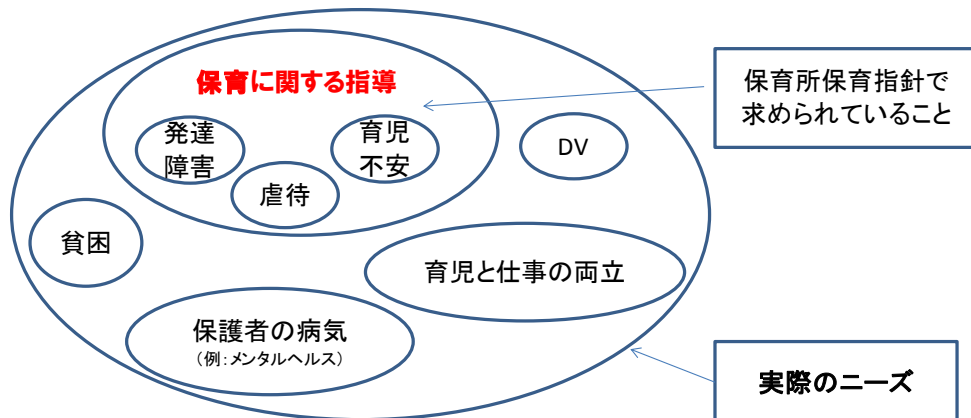 保育に関する指導
発達
障害
育児
不安
虐待
DV
貧困
育児と仕事の両立
保護者の病気
(例:メンタルヘルス)
保育所保育指針で
求められていること
実際のニーズ